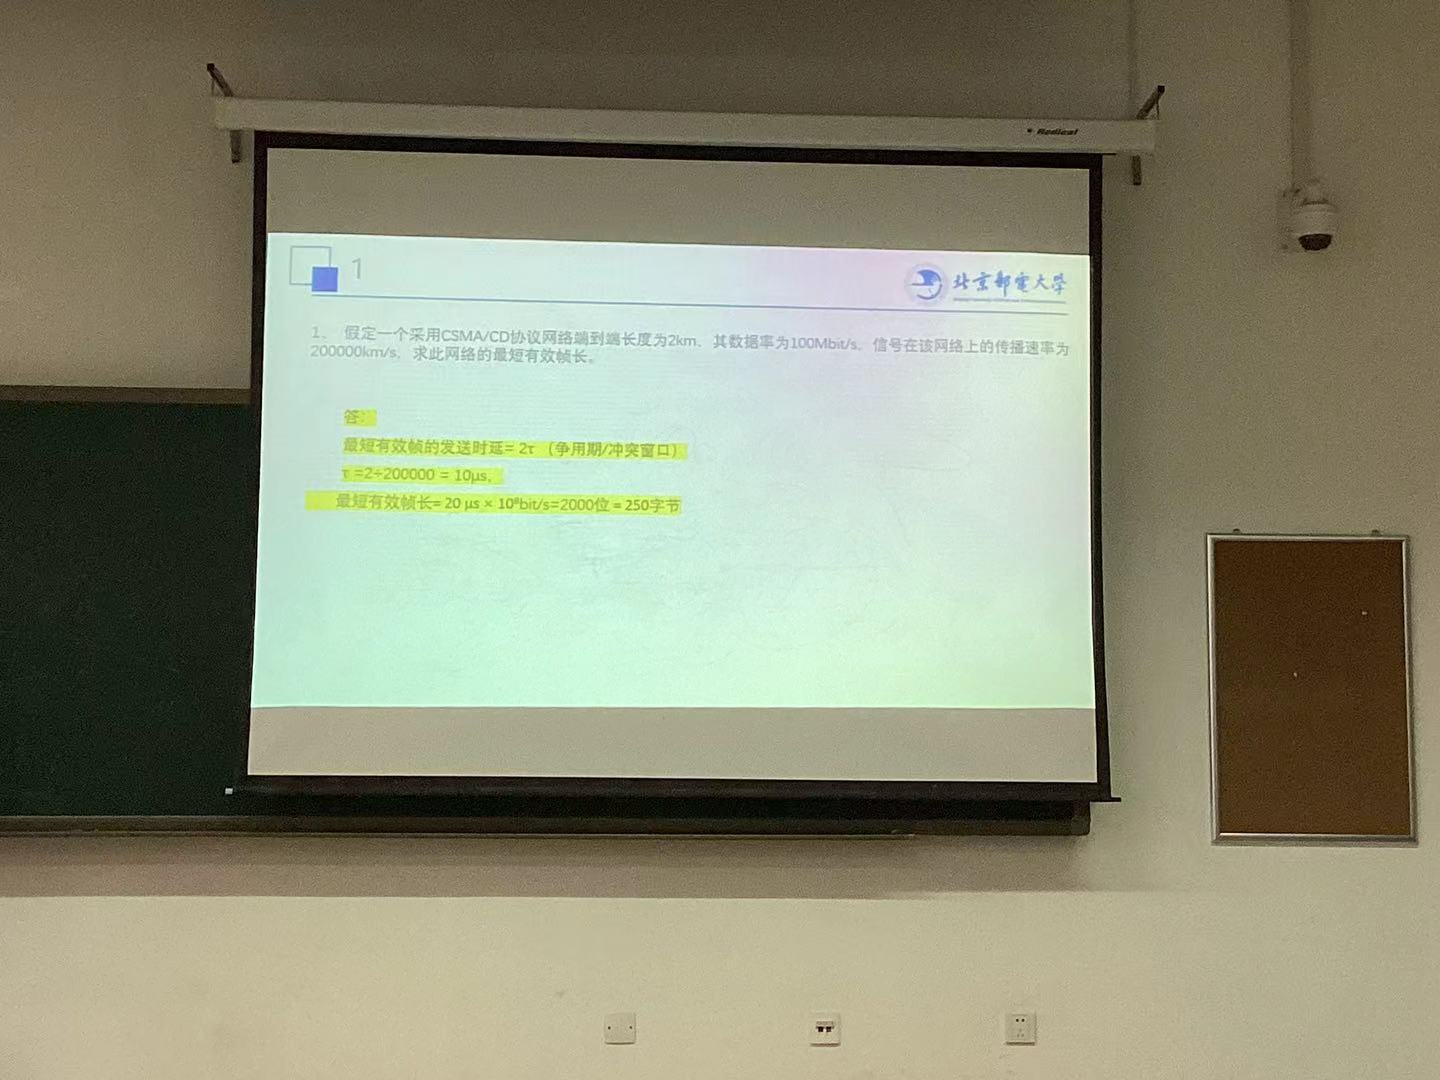 Redical
1
北京邮电大学
1、 假定一个采用CSMA/CD协议网络端到端长度为2km，其数据率为100Mbit/s，信号在该网络上的传播速率为
200000km/s，求此网络的最短有效帧长。
答：
最短有效帧的发送时延= 2τ （争用期/冲突窗口）
τ =2÷200000 = 10μs，
最短有效帧长= 20 μs × 10⁸bit/s=2000位 = 250字节